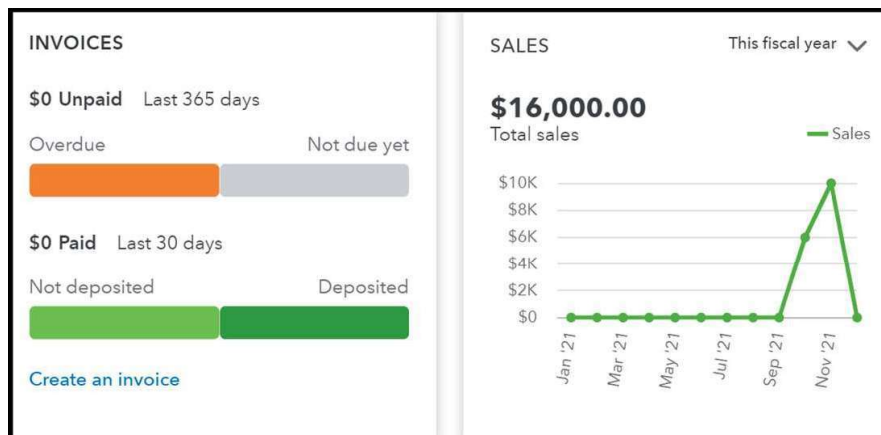 INVOICES
$0 Unpaid Last 365 days
Overdue Not due yet
$0 Paid Last 30 days
Not deposited Deposited
Create an invoice
SALES This fiscal year
$16,000.00
Total sales
Sales
$10K
$8K
$6K
$4K
$2K
$0
Jan '21 Mar '21 May '21 Jul '21 Sep '21 Nov '21